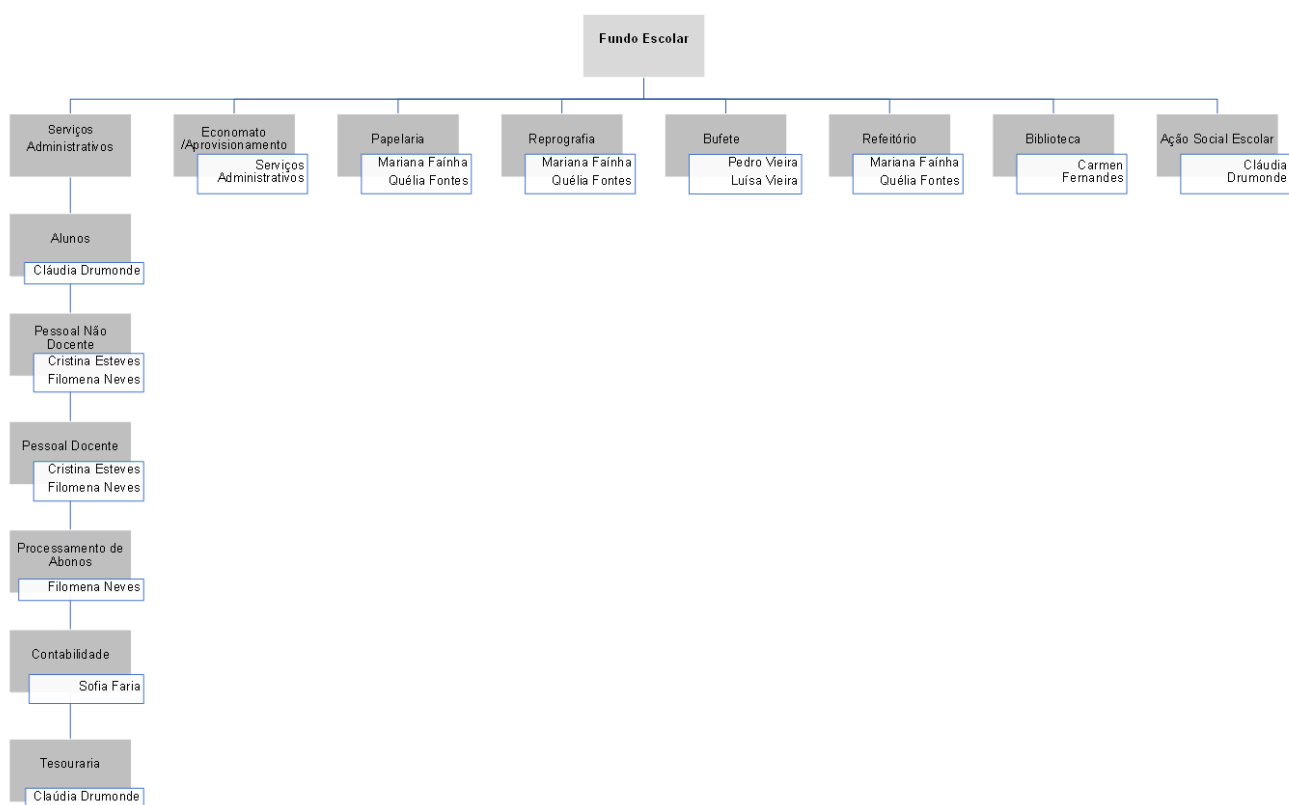 Fundo Escolar
Serviços
Administrativos
Economato
/Aprovisionamento
Serviços
Administrativos
Papelaria
Mariana Faínha
Quélia Fontes
Reprografia
Mariana Faínha
Quélia Fontes
Bufete
Pedro Vieira
Luísa Vieira
Refeitório
Mariana Faínha
Quélia Fontes
Biblioteca
Carmen
Fernandes
Ação Social Escolar
Cláudia
Drumonde
Alunos
Cláudia Drumonde
Pessoal Não
Docente
Cristina Esteves
Filomena Neves
Pessoal Docente
Cristina Esteves
Filomena Neves
Processamento de
Abonos
Filomena Neves
Contabilidade
Sofia Faria
Tesouraria
Claúdia Drumonde